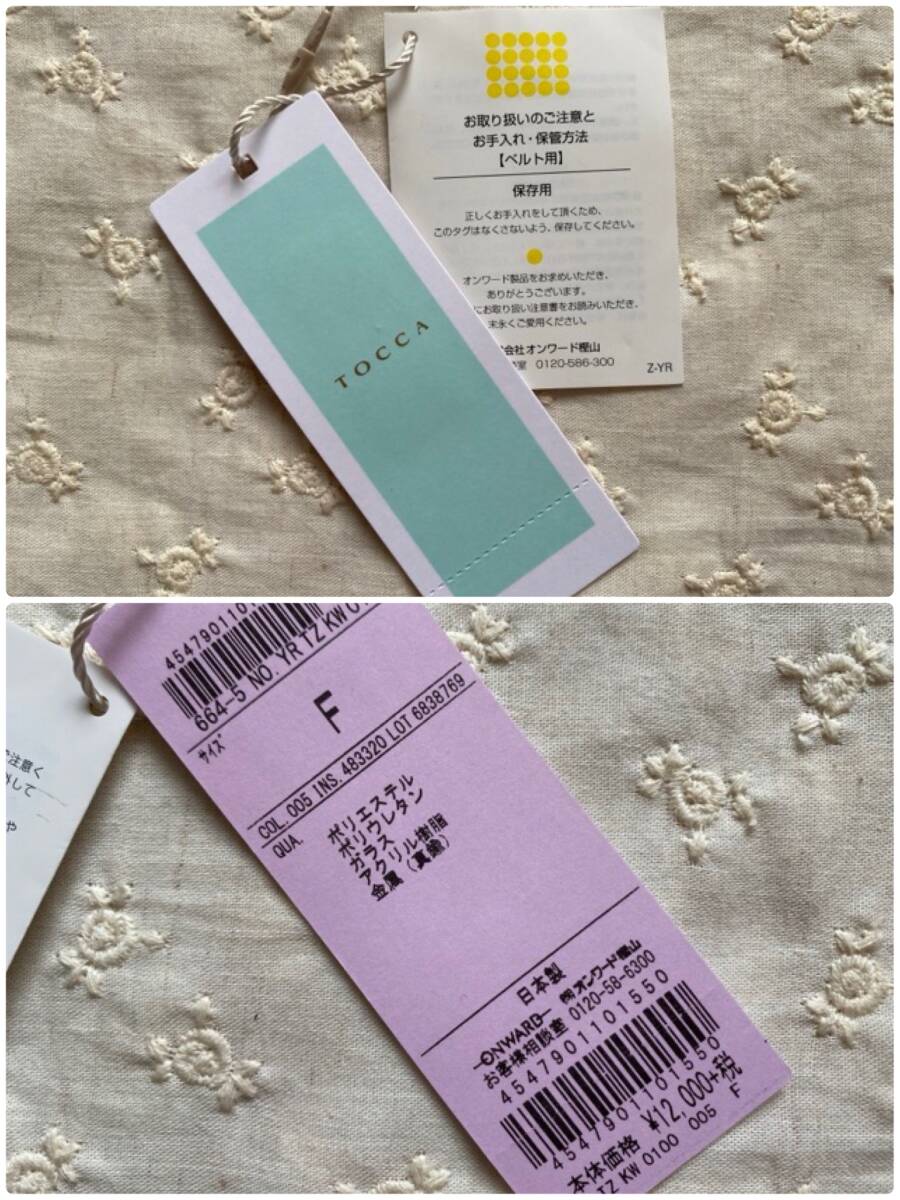 お取り扱いのご注意と
お手入れ・保管方法
【ベルト用】
保存用
正しくお手入れをして頂くため、
このタグはなくさないよう、保存してください。
オンワード製品をお求めいただき、
ありがとうございます。
にお取り扱い注意書をお読みいただき、
末永くご愛用ください。
会社オンワード樫山
室 0120-586-300
Z-YR
TOCCA
454790110
664-5 NO. YR TZ KW 0
サイズ F
COL. 005 INS. 483320 LOT 6838769
QUA. ポリエステル
ポリウレタン
ガラス
アクリル樹脂
金属(真鍮)
日本製
ONWARD ㈱オンワード樫山
お客様相談室 0120-58-6300
4547901101550
4547901101550
本体価格 ¥12,000+税
TZ KW 0100 005 F
ご注意く
して
や